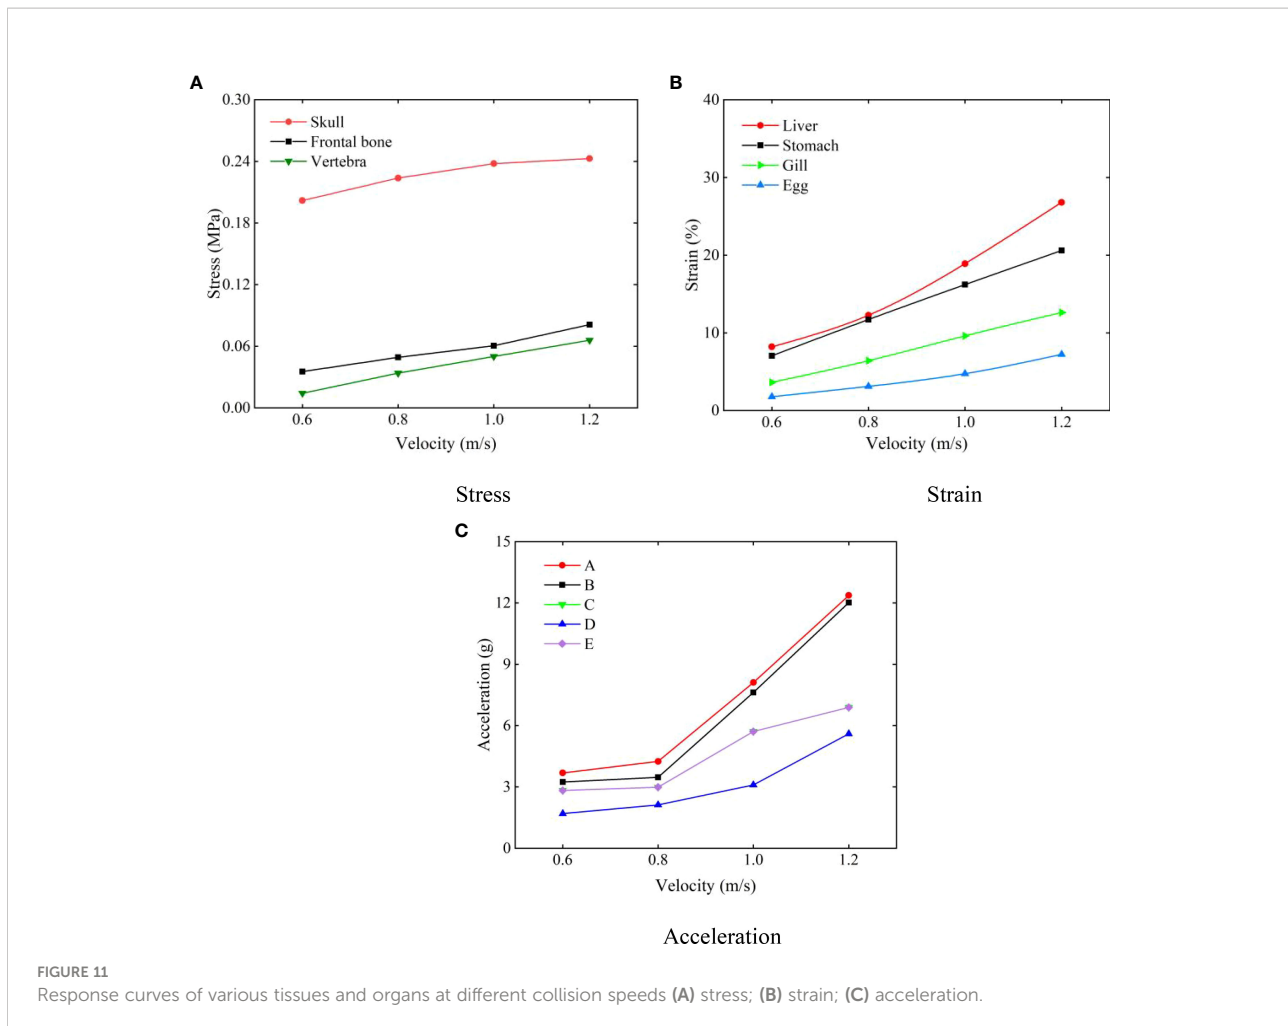 A
0.30
0.24
0.18
0.12
0.06
0.00
Stress (MPa)
Skull
Frontal bone
Vertebra
0.6 0.8 1.0 1.2
Velocity (m/s)
Stress
B
40
30
20
10
0
Strain (%)
Liver
Stomach
Gill
Egg
0.6 0.8 1.0 1.2
Velocity (m/s)
Strain
C
15
12
9
6
3
0
Acceleration (g)
A
B
C
D
E
0.6 0.8 1.0 1.2
Velocity (m/s)
Acceleration
FIGURE 11
Response curves of various tissues and organs at different collision speeds (A) stress; (B) strain; (C) acceleration.